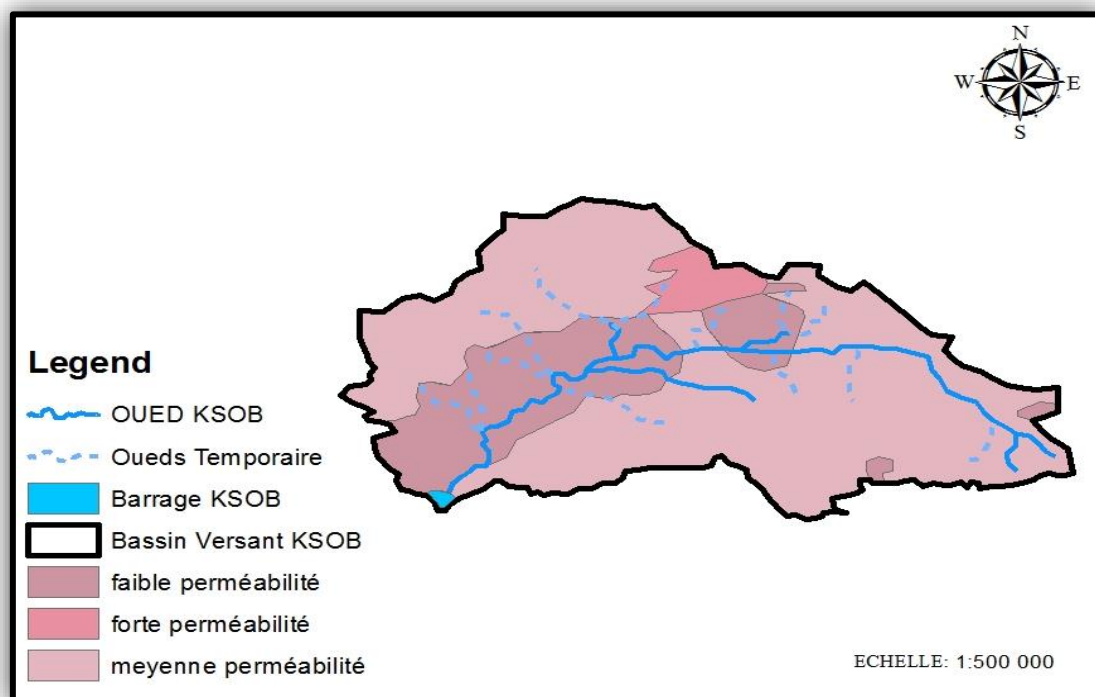 N
W E
S
Legend
OUED KSOB
Oueds Temporaire
Barrage KSOB
Bassin Versant KSOB
faible perméabilité
forte perméabilité
meyenne perméabilité
ECHELLE: 1:500 000